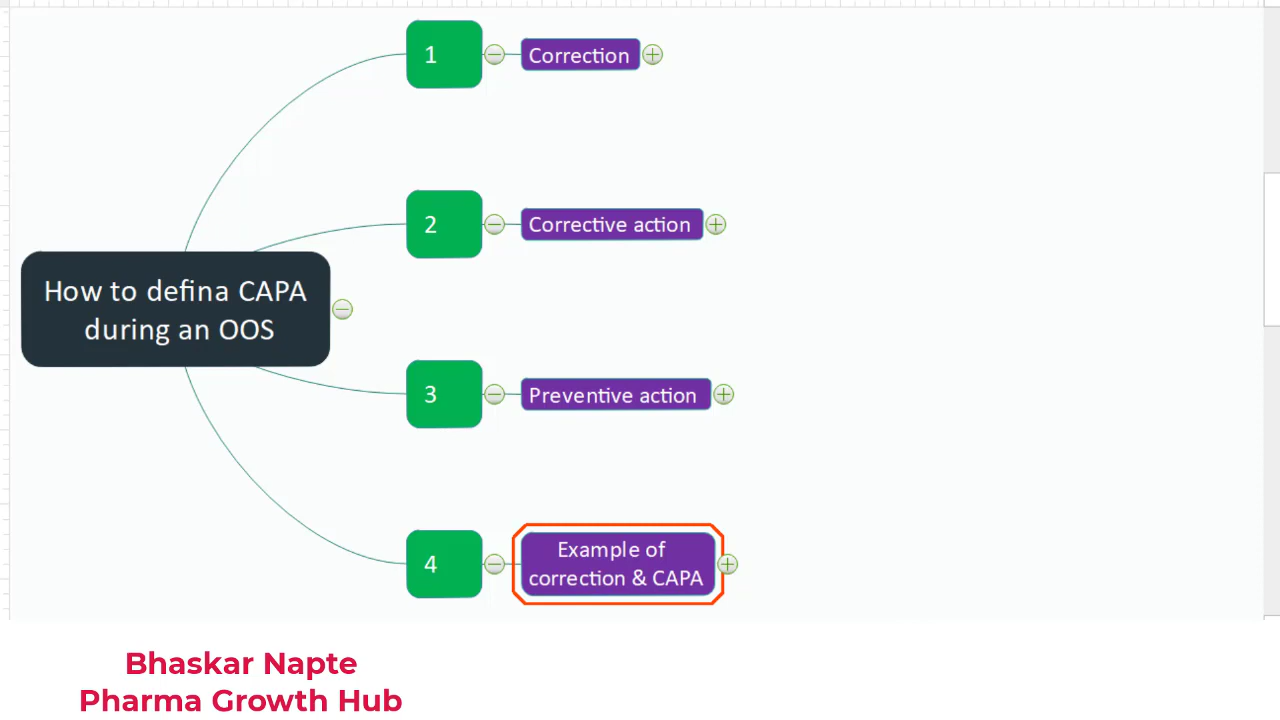 How to defina CAPA
during an OOS
1
Correction
2
Corrective action
3
Preventive action
4
Example of
correction & CAPA
Bhaskar Napte
Pharma Growth Hub